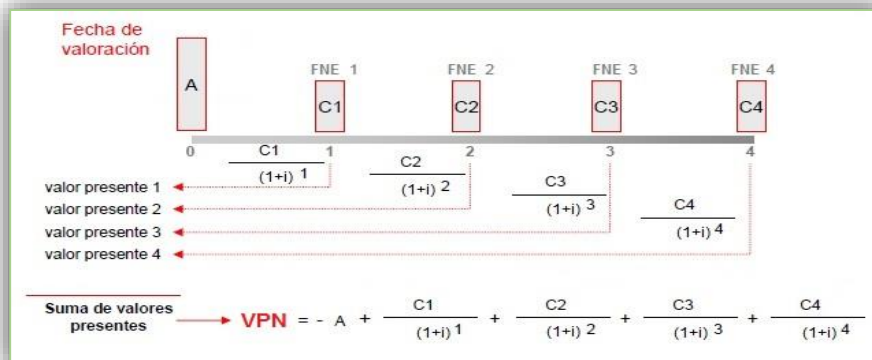 Fecha de
valoración
FNE 1 FNE 2 FNE 3 FNE 4
A
C1 C2 C3 C4
0 1 2 3 4
C1
(1+i) 1
C2
(1+i) 2
C3
(1+i) 3
C4
(1+i) 4
valor presente 1
valor presente 2
valor presente 3
valor presente 4
Suma de valores
presentes
VPN = - A + C1 / (1+i) 1 + C2 / (1+i) 2 + C3 / (1+i) 3 + C4 / (1+i) 4